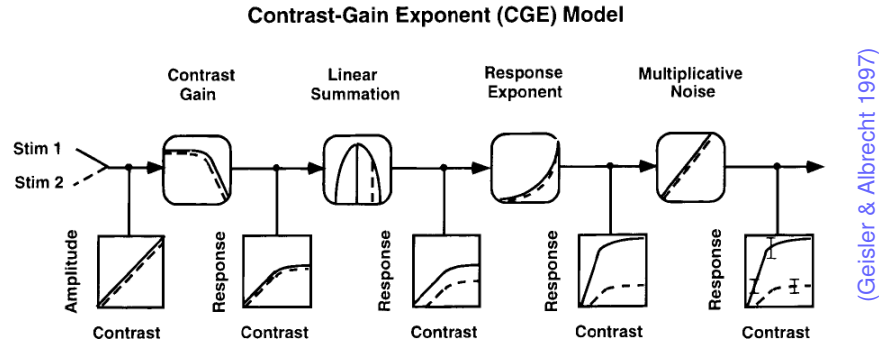 Contrast-Gain Exponent (CGE) Model
Contrast
Gain
Linear
Summation
Response
Exponent
Multiplicative
Noise
Stim 1
Stim 2
Amplitude
Contrast
Response
Contrast
Response
Contrast
Response
Contrast
Response
Contrast
(Geisler & Albrecht 1997)